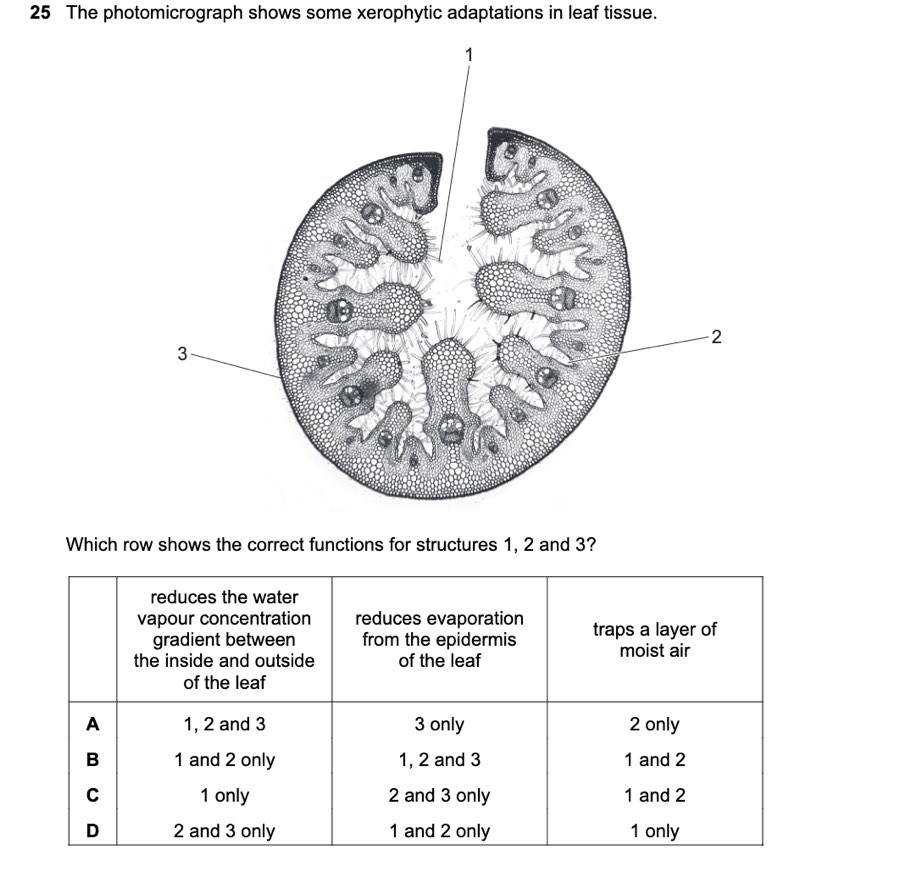 25 The photomicrograph shows some xerophytic adaptations in leaf tissue.
1
2
3
Which row shows the correct functions for structures 1, 2 and 3?
reduces the water
vapour concentration
gradient between
the inside and outside
of the leaf
reduces evaporation
from the epidermis
of the leaf
traps a layer of
moist air
A 1, 2 and 3 3 only 2 only
B 1 and 2 only 1, 2 and 3 1 and 2
C 1 only 2 and 3 only 1 and 2
D 2 and 3 only 1 and 2 only 1 only